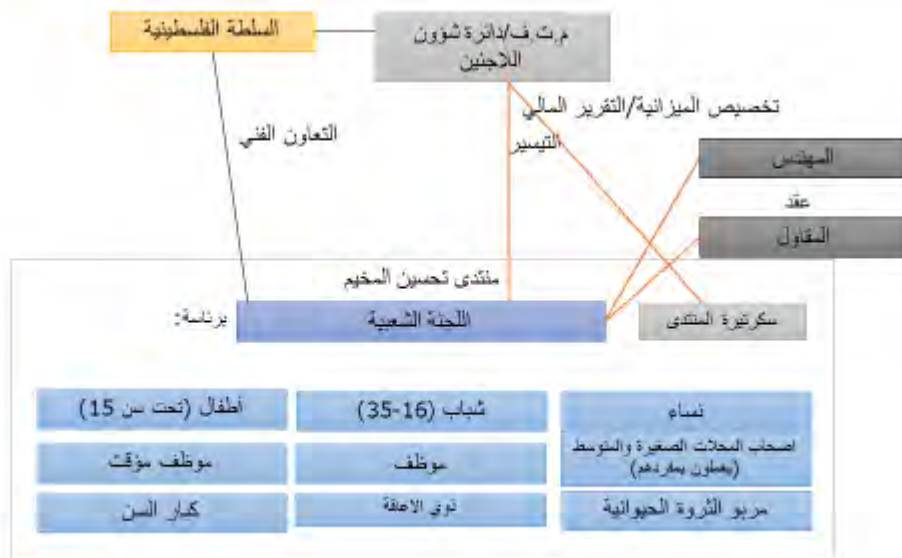 السلطة الفلسطينية
م.ت.ف/دائرة شؤون
اللاجئين
تخصيص الميزانية/التقرير المالي
التعاون الفني
التيسير
المهندس
عقد
المقاول
منتدى تحسين المخيم
برئاسة:
اللجنة الشعبية
سكرتيرة المنتدى
نساء
شباب (16-35)
أطفال (تحت سن 15)
اصحاب المحلات الصغيرة والمتوسط
(يعملون بمفردهم)
موظف
موظف مؤقت
مربو الثروة الحيوانية
ذوي الاعاقة
كبار السن